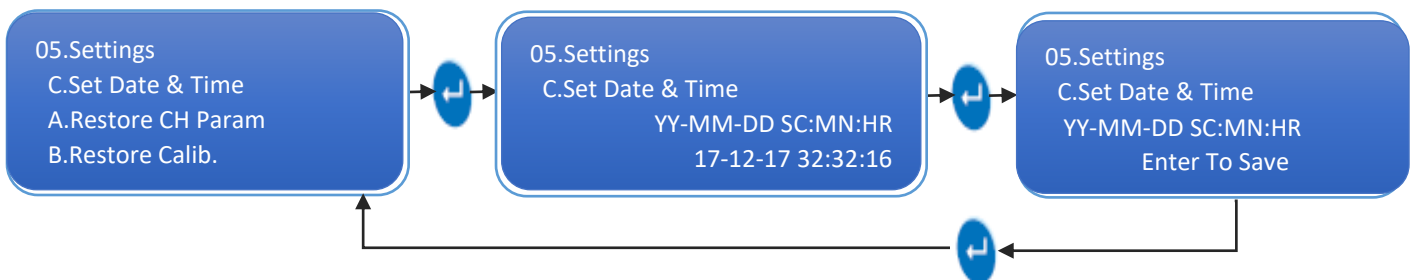 05.Settings
C.Set Date & Time
A.Restore CH Param
B.Restore Calib.
05.Settings
C.Set Date & Time
YY-MM-DD SC:MN:HR
17-12-17 32:32:16
05.Settings
C.Set Date & Time
YY-MM-DD SC:MN:HR
Enter To Save